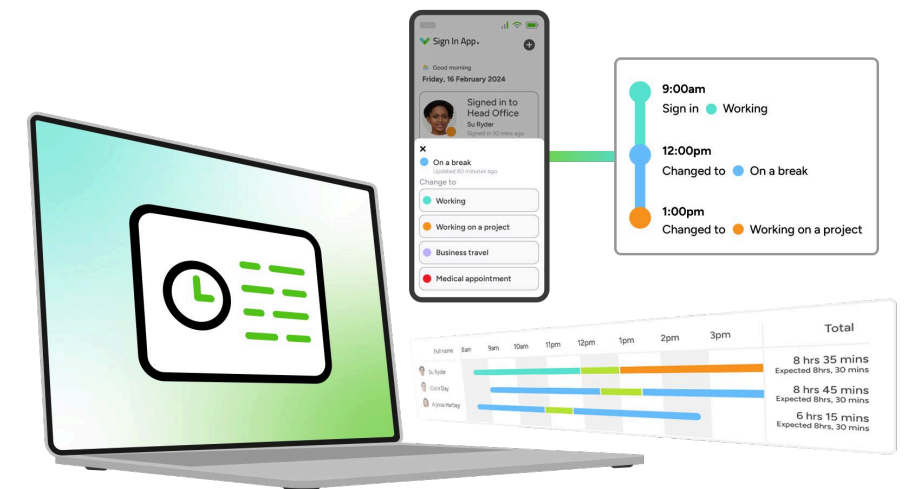 Sign In App.
Good morning
Friday, 16 February 2024
Signed in to
Head Office
Su Ryder
Signed in 10 mins ago
On a break
Updated 60 minutes ago
Change to
Working
Working on a project
Business travel
Medical appointment
9:00am
Sign in Working
12:00pm
Changed to On a break
1:00pm
Changed to Working on a project
Full name 8am 9am 10am 11pm 12pm 1pm 2pm 3pm Total
Su Ryder 8 hrs 35 mins
Expected 8hrs, 30 mins
Colin Day 8 hrs 45 mins
Expected 8hrs, 30 mins
Alyssa Hartley 6 hrs 15 mins
Expected 8hrs, 30 mins